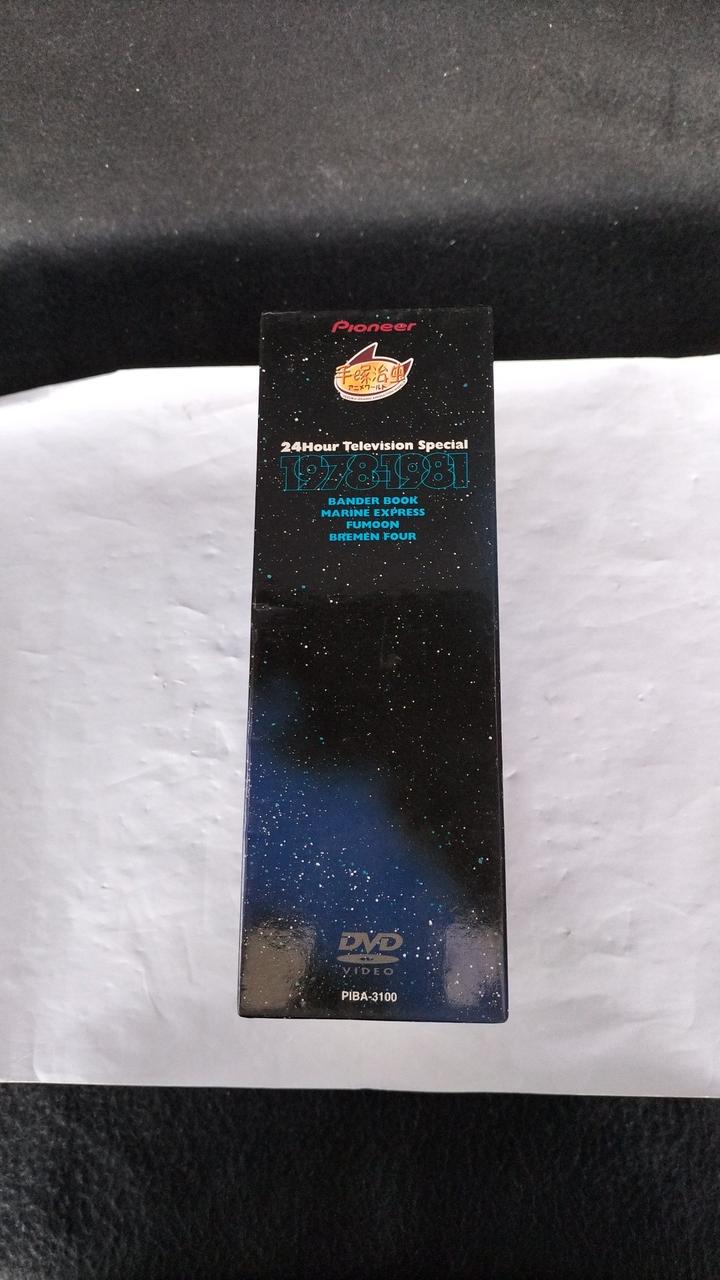 Pioneer
手塚治虫
アニメワールド
24Hour Television Special
1978-1981
BANDER BOOK
MARINE EXPRESS
FUMOON
BREMEN FOUR
DVD
VIDEO
PIBA-3100